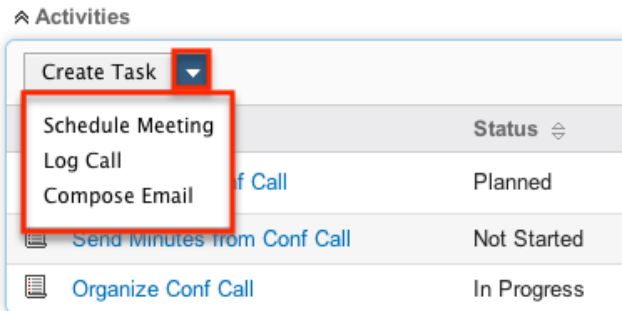 Activities
Create Task
Schedule Meeting
Log Call
Compose Email
Status
Call Planned
Send Minutes from Conf Call Not Started
Organize Conf Call In Progress